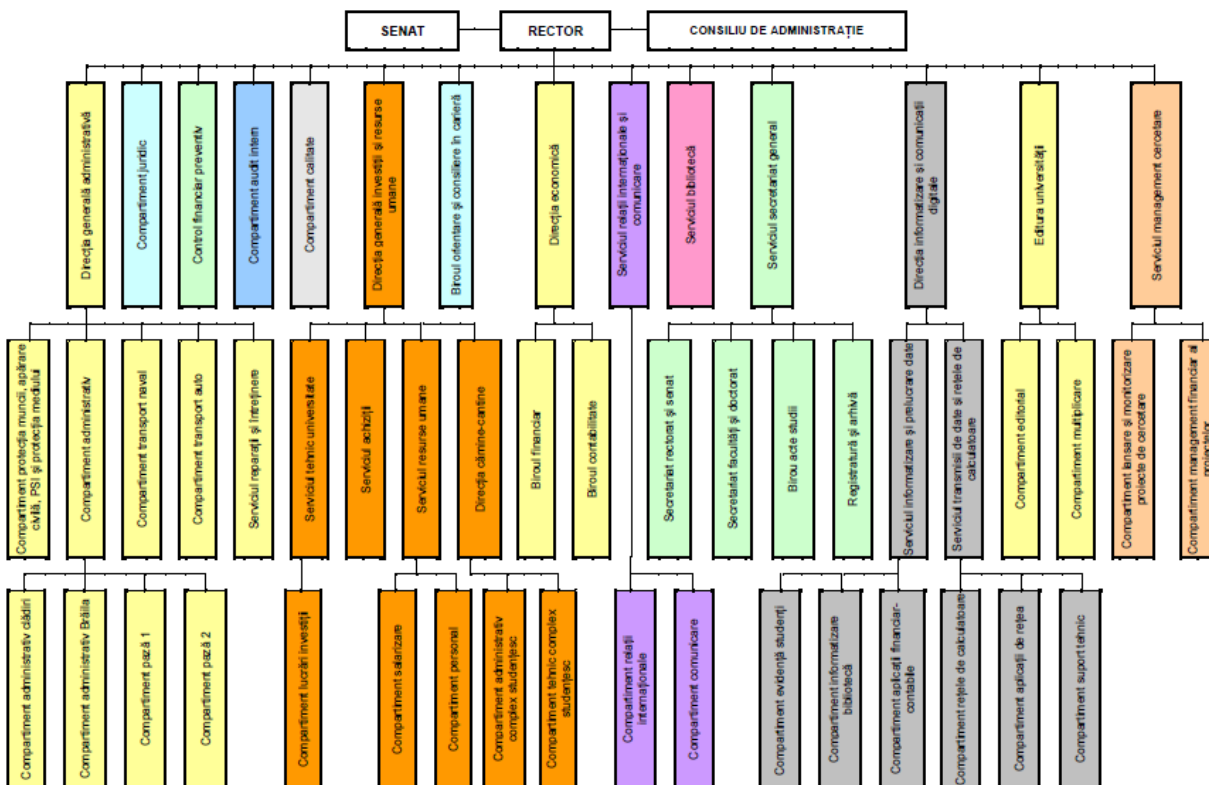 SENAT
RECTOR
CONSILIU DE ADMINISTRAȚIE
Direcția generală administrativă
Compartiment juridic
Control financiar preventiv
Compartiment audit intern
Compartiment calitate
Direcția generală investiții și resurse
umane
Biroul orientare și consiliere în carieră
Direcția economică
Serviciul relații internaționale și
comunicare
Serviciul bibliotecă
Serviciul secretariat general
Direcția informatizare și comunicații
digitale
Editura universității
Serviciul management cercetare
Compartiment protecția muncii, apărare
civilă, PSI și protecția mediului
Compartiment administrativ
Compartiment transport naval
Compartiment transport auto
Serviciul reparații și întreținere
Serviciul tehnic universitate
Serviciul achiziții
Serviciul resurse umane
Direcția cămine-cantine
Biroul financiar
Biroul contabilitate
Secretariat rectorat și senat
Secretariat facultăți și doctorat
Birou acte studii
Registratură și arhivă
Serviciul informatizare și prelucrare date
Serviciul transmisii de date și rețele de
calculatoare
Compartiment editorial
Compartiment multiplicare
Compartiment lansare și monitorizare
proiecte de cercetare
Compartiment management financiar al
proiectelor
Compartiment administrativ clădiri
Compartiment administrativ Brăila
Compartiment pază 1
Compartiment pază 2
Compartiment lucrări investiții
Compartiment salarizare
Compartiment personal
Compartiment administrativ
complex studențesc
Compartiment tehnic complex
studențesc
Compartiment relații
internaționale
Compartiment comunicare
Compartiment evidență studenți
Compartiment informatizare
bibliotecă
Compartiment aplicații financiar-
contabile
Compartiment rețele de calculatoare
Compartiment aplicații de rețea
Compartiment suport tehnic